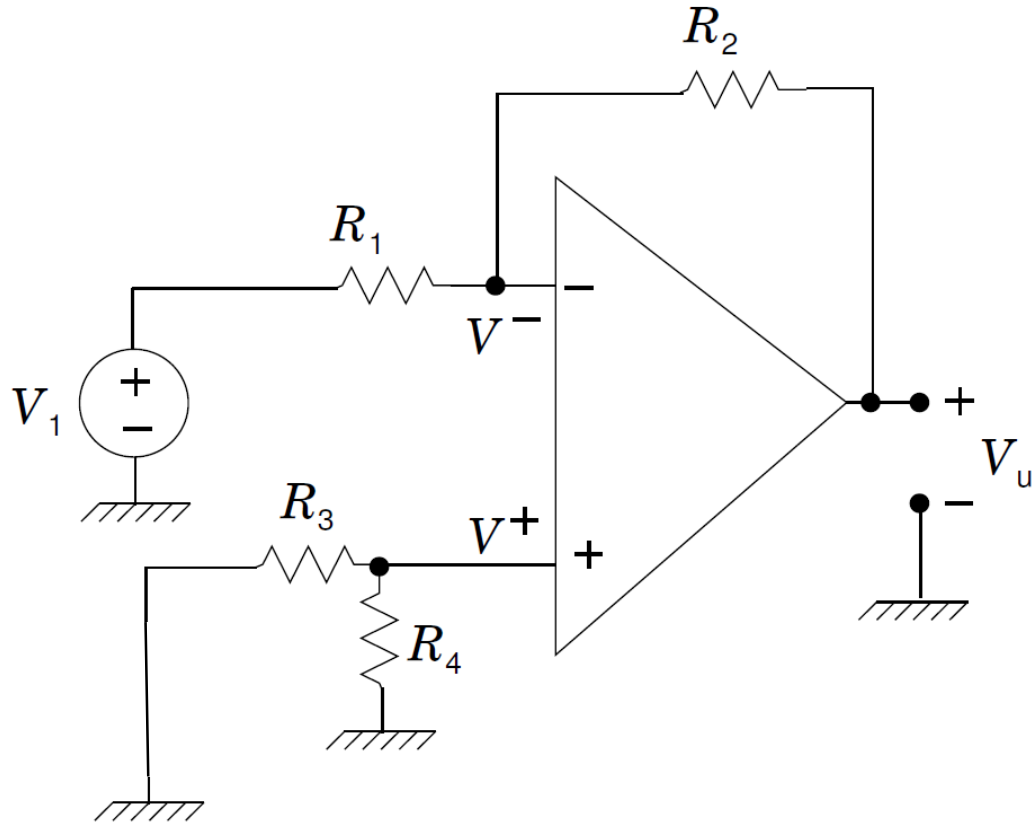 R₂
R₁
−
V⁻
+
V₁
−
+
Vᵤ
−
R₃
V⁺
+
R₄